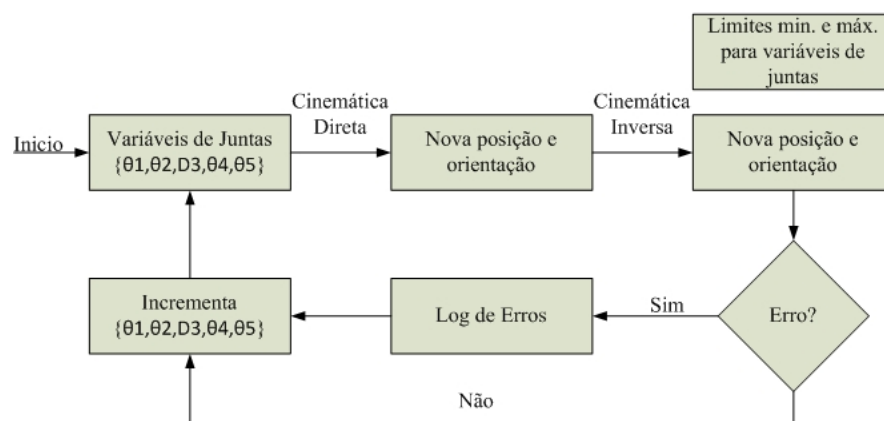 Limites min. e máx.
para variáveis de
juntas
Inicio
Variáveis de Juntas
{θ1,θ2,D3,θ4,θ5}
Cinemática
Direta
Nova posição e
orientação
Cinemática
Inversa
Nova posição e
orientação
Erro?
Sim
Log de Erros
Incrementa
{θ1,θ2,D3,θ4,θ5}
Não